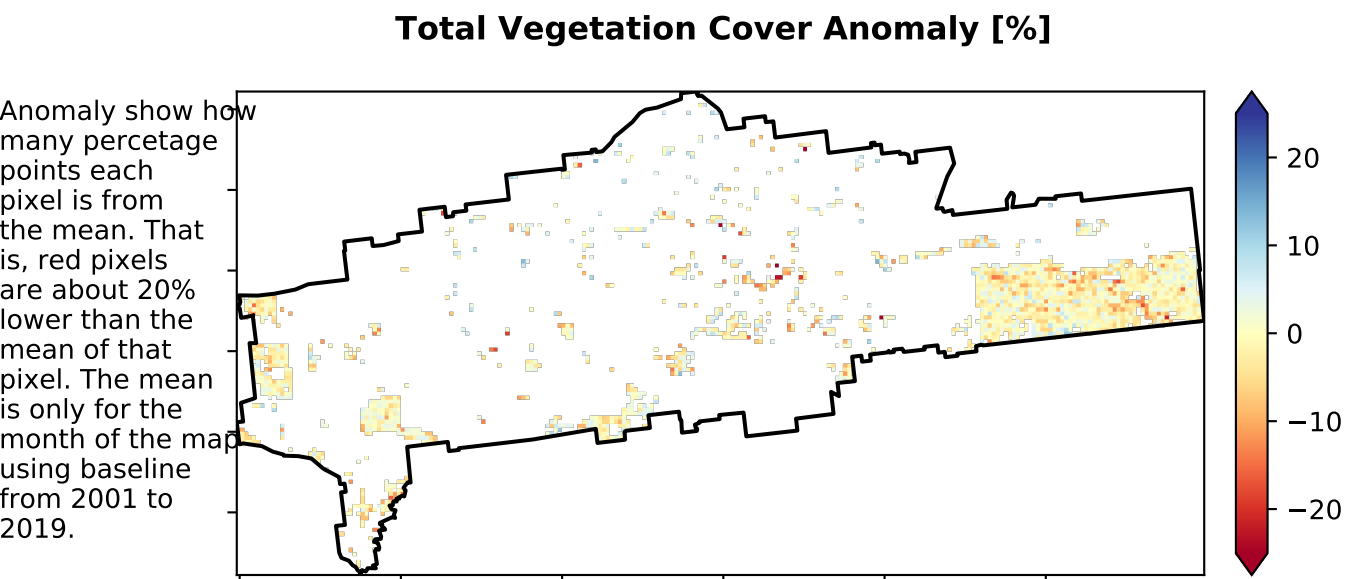 Total Vegetation Cover Anomaly [%]
Anomaly show how
many percetage
points each
pixel is from
the mean. That
is, red pixels
are about 20%
lower than the
mean of that
pixel. The mean
is only for the
month of the map
using baseline
from 2001 to
2019.
20
10
0
−10
−20